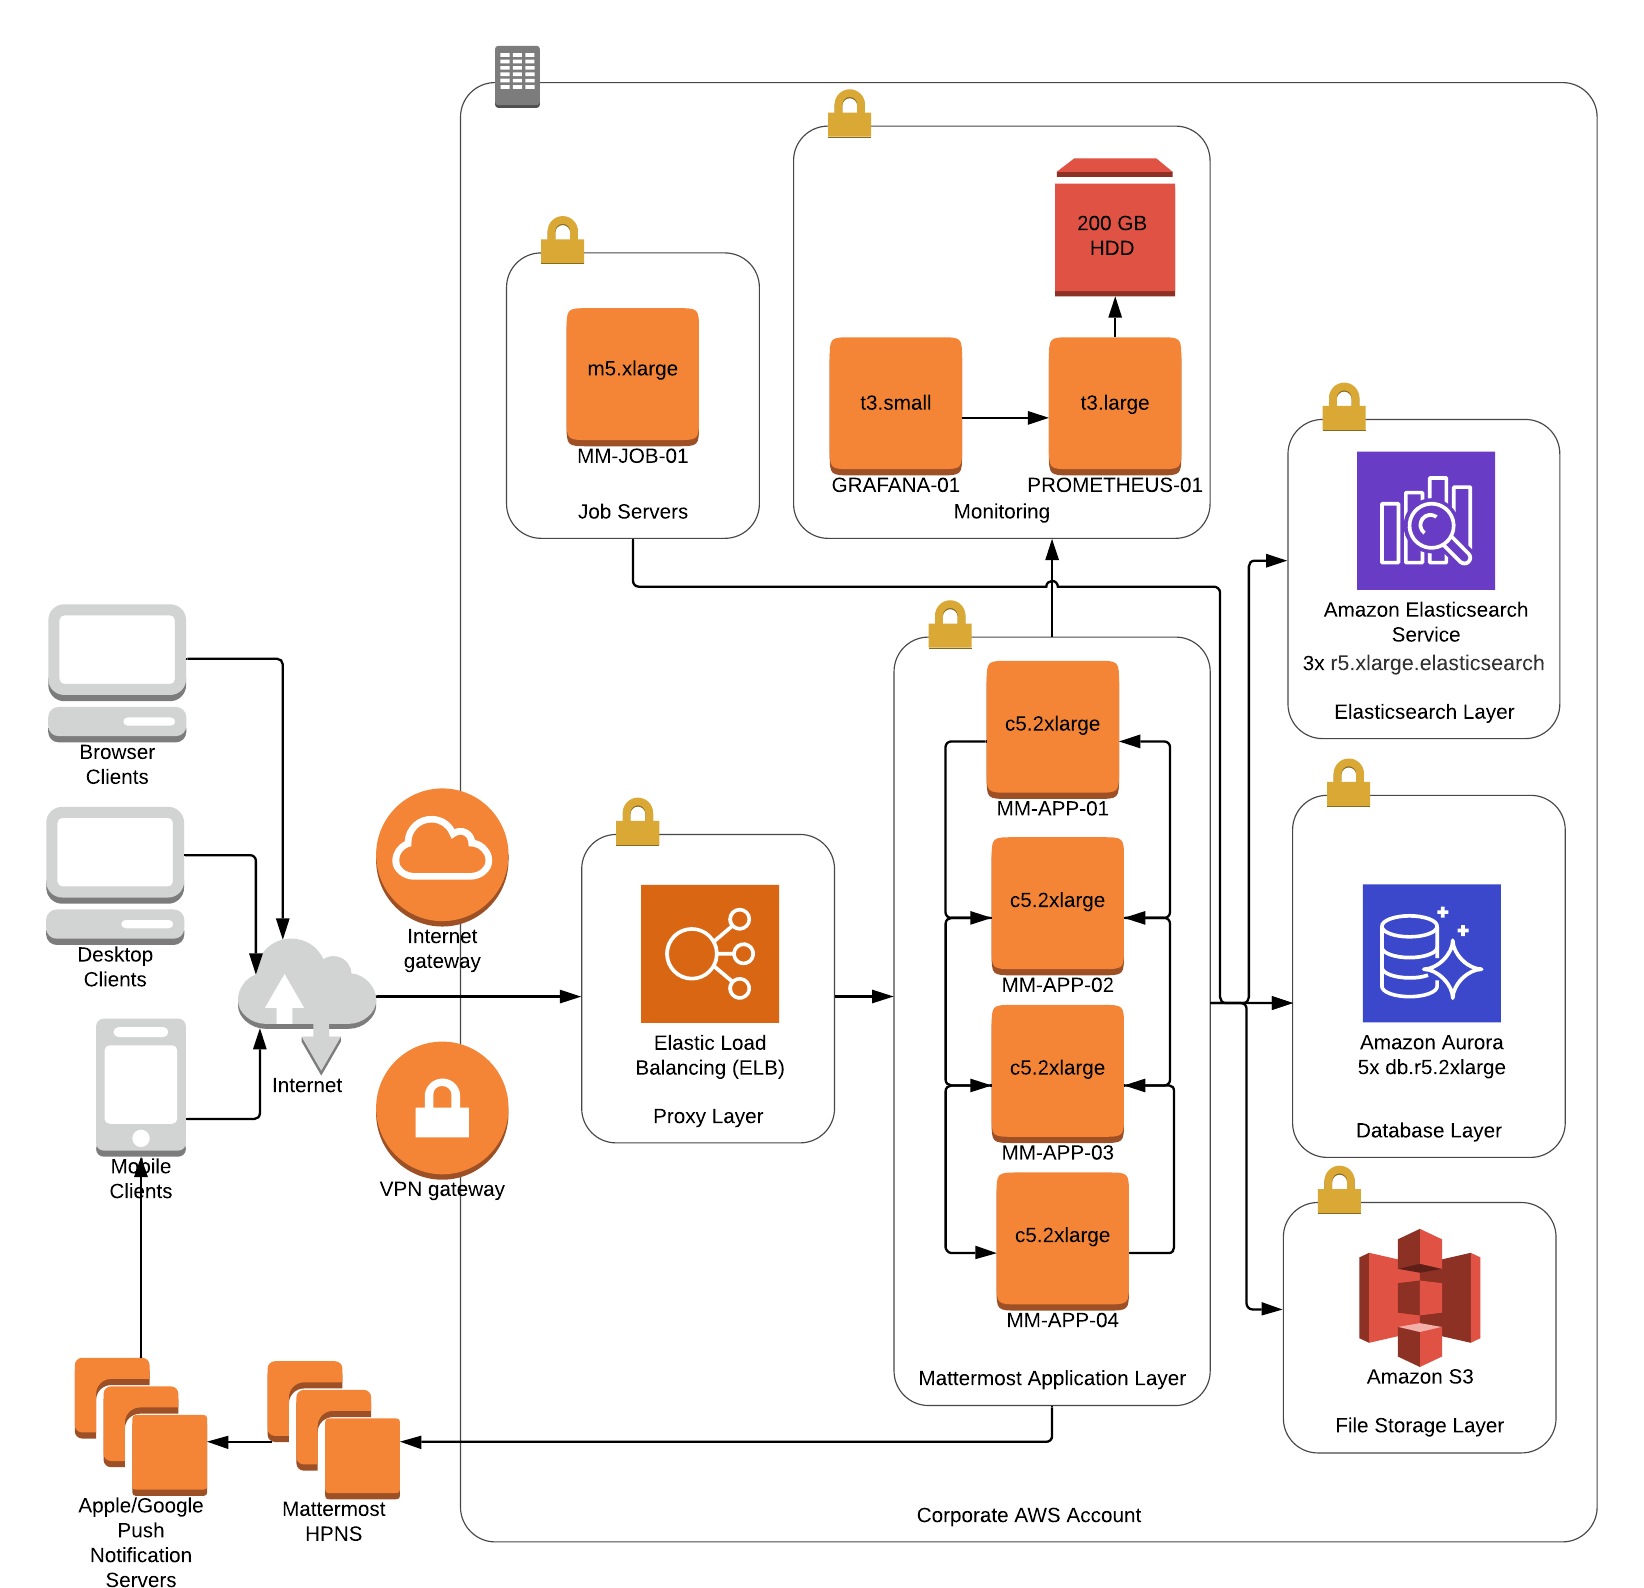 200 GB
HDD
m5.xlarge
MM-JOB-01
Job Servers
t3.small
GRAFANA-01
t3.large
PROMETHEUS-01
Monitoring
Amazon Elasticsearch
Service
3x r5.xlarge.elasticsearch
Elasticsearch Layer
Browser
Clients
Desktop
Clients
Mobile
Clients
Internet
Internet
gateway
VPN gateway
Elastic Load
Balancing (ELB)
Proxy Layer
c5.2xlarge
MM-APP-01
c5.2xlarge
MM-APP-02
c5.2xlarge
MM-APP-03
c5.2xlarge
MM-APP-04
Mattermost Application Layer
Amazon Aurora
5x db.r5.2xlarge
Database Layer
Amazon S3
File Storage Layer
Apple/Google
Push
Notification
Servers
Mattermost
HPNS
Corporate AWS Account